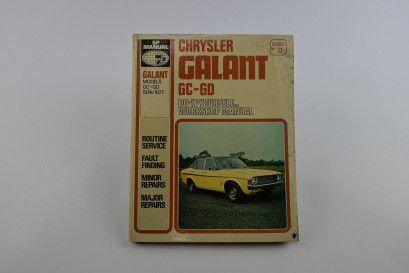 SP
MANUAL
GALANT
MODELS
GC-GD
1974/1977
ROUTINE
SERVICE
FAULT
FINDING
MINOR
REPAIRS
MAJOR
REPAIRS
CHRYSLER
GALANT
GC-GD
DO-IT-YOURSELF...
WORKSHOP MANUAL